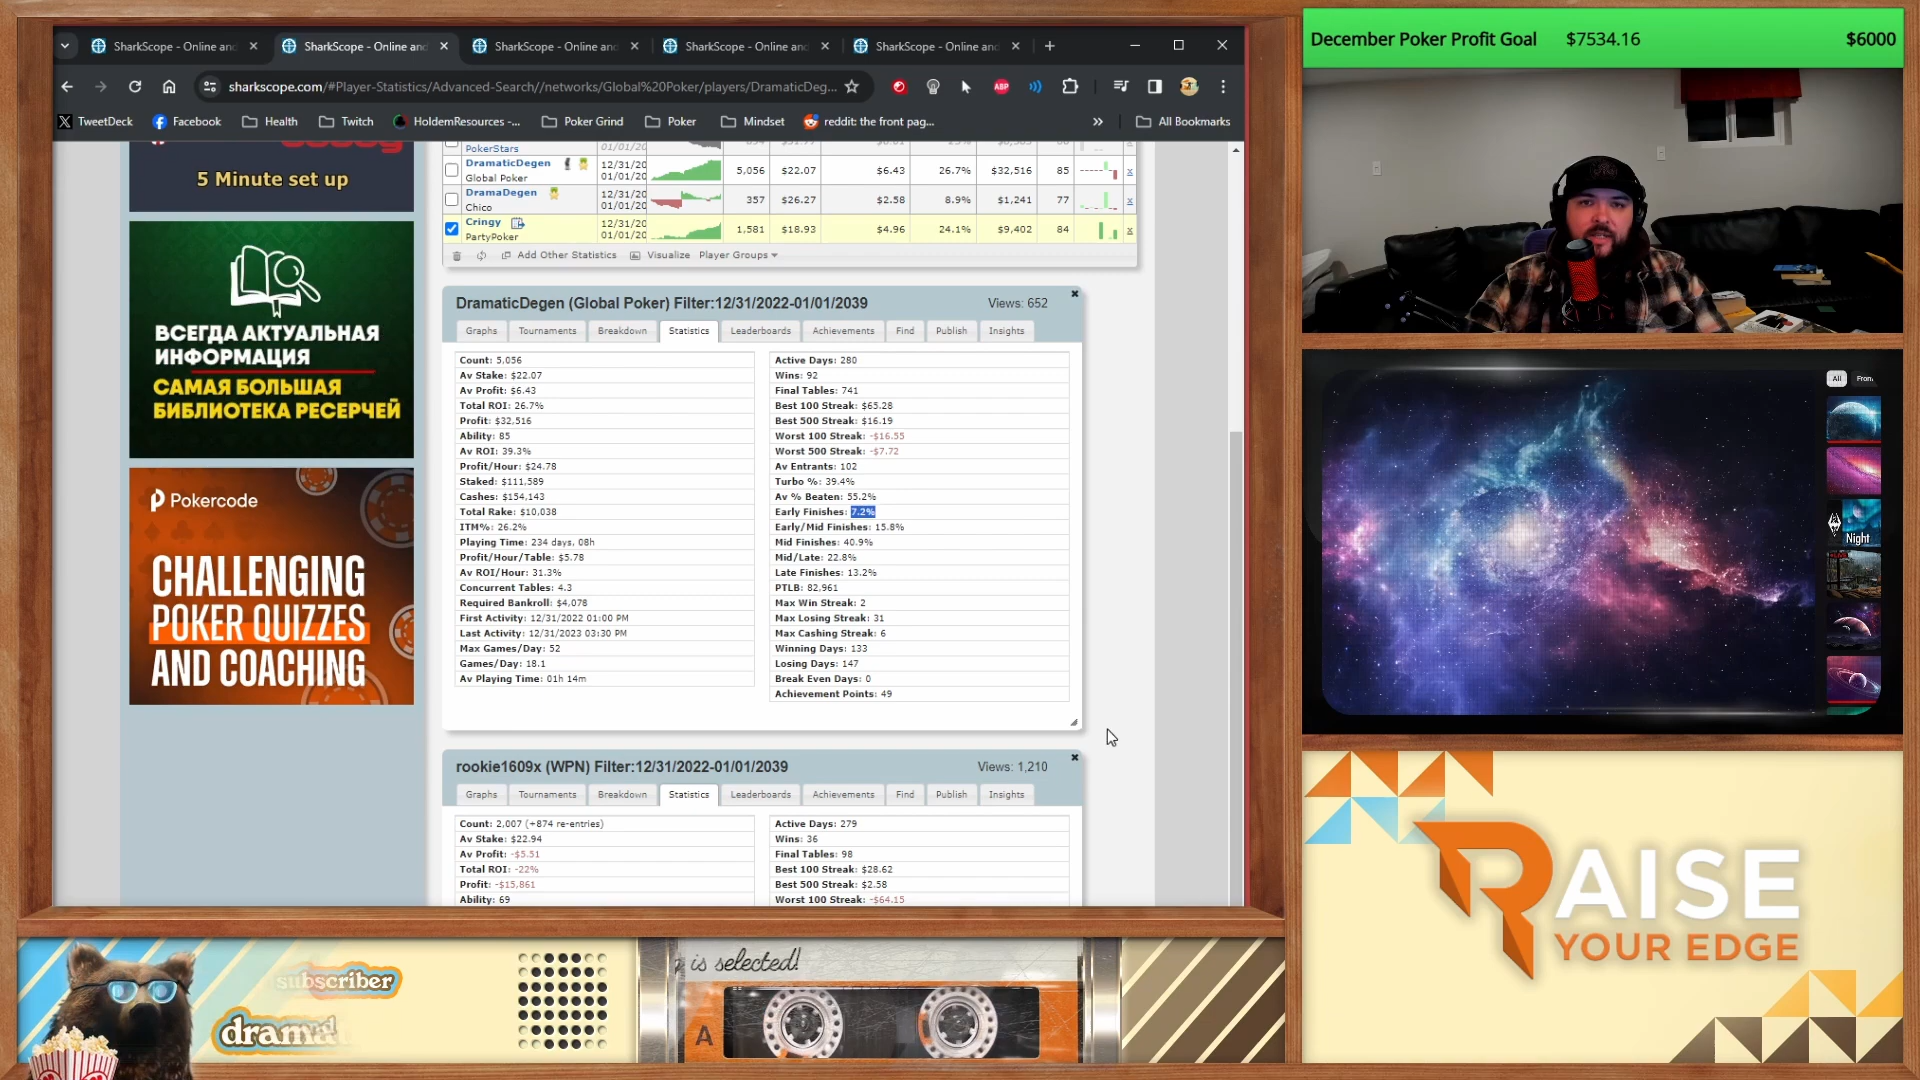 SharkScope - Online an
SharkScope - Online and
SharkScope - Online and
SharkScope - Online and
SharkScope - Online and
sharkscope.com/#Player-Statistics/Advanced-Search//networks/Global%20Poker/players/DramaticDeg...
ABP
TweetDeck
Facebook
Health
Twitch
HoldemResources -...
Poker Grind
Poker
Mindset
reddit: the front pag...
»
All Bookmarks
5 Minute set up
ВСЕГДА АКТУАЛЬНАЯ
ИНФОРМАЦИЯ
САМАЯ БОЛЬШАЯ
БИБЛИОТЕКА РЕСЕРЧЕЙ
Pokercode
CHALLENGING
POKER QUIZZES
AND COACHING
PokerStars
DramaticDegen 12/31/20 5,056 $22.07 $6.43 26.7% $32,516 85 x
Global Poker 01/01/20
DramaDegen 12/31/20 357 $26.27 $2.58 8.9% $1,241 77 x
Chico 01/01/20
Cringy 12/31/20 1,581 $18.93 $4.96 24.1% $9,402 84 x
PartyPoker 01/01/20
Add Other Statistics Visualize Player Groups
DramaticDegen (Global Poker) Filter:12/31/2022-01/01/2039 Views: 652
Graphs Tournaments Breakdown Statistics Leaderboards Achievements Find Publish Insights
Count: 5,056
Av Stake: $22.07
Av Profit: $6.43
Total ROI: 26.7%
Profit: $32,516
Ability: 85
Av ROI: 39.3%
Profit/Hour: $24.78
Staked: $111,589
Cashes: $154,143
Total Rake: $10,038
ITM%: 26.2%
Playing Time: 234 days, 08h
Profit/Hour/Table: $5.78
Av ROI/Hour: 31.3%
Concurrent Tables: 4.3
Required Bankroll: $4,078
First Activity: 12/31/2022 01:00 PM
Last Activity: 12/31/2023 03:30 PM
Max Games/Day: 52
Games/Day: 18.1
Av Playing Time: 01h 14m
Active Days: 280
Wins: 92
Final Tables: 741
Best 100 Streak: $65.28
Best 500 Streak: $16.19
Worst 100 Streak: -$16.55
Worst 500 Streak: -$7.72
Av Entrants: 102
Turbo %: 39.4%
Av % Beaten: 55.2%
Early Finishes: 7.2%
Early/Mid Finishes: 15.8%
Mid Finishes: 40.9%
Mid/Late: 22.8%
Late Finishes: 13.2%
PTLB: 82,961
Max Win Streak: 2
Max Losing Streak: 31
Max Cashing Streak: 6
Winning Days: 133
Losing Days: 147
Break Even Days: 0
Achievement Points: 49
rookie1609x (WPN) Filter:12/31/2022-01/01/2039 Views: 1,210
Graphs Tournaments Breakdown Statistics Leaderboards Achievements Find Publish Insights
Count: 2,007 (+874 re-entries)
Av Stake: $22.94
Av Profit: -$5.51
Total ROI: -22%
Profit: -$15,861
Ability: 69
Active Days: 279
Wins: 36
Final Tables: 98
Best 100 Streak: $28.62
Best 500 Streak: $2.58
Worst 100 Streak: -$64.15
December Poker Profit Goal $7534.16 $6000
All Fron
Night
RAISE
YOUR EDGE
subscriber
is selected!
A